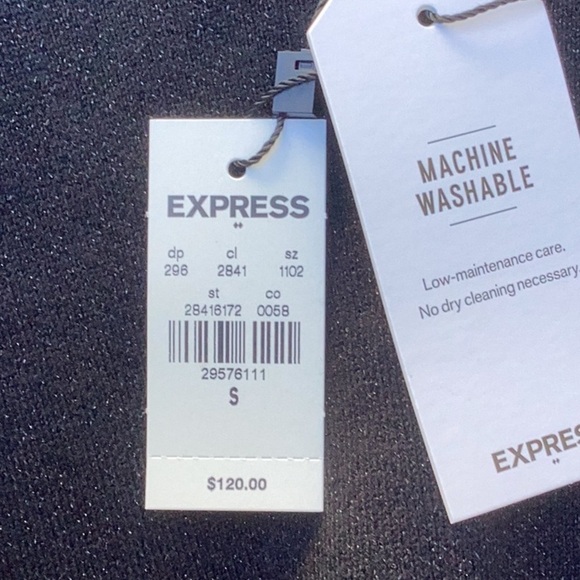 EXPRESS
dp cl sz
296 2841 1102
st co
28416172 0058
29576111
S
$120.00
MACHINE
WASHABLE
Low-maintenance care.
No dry cleaning necessary.
EXPRESS